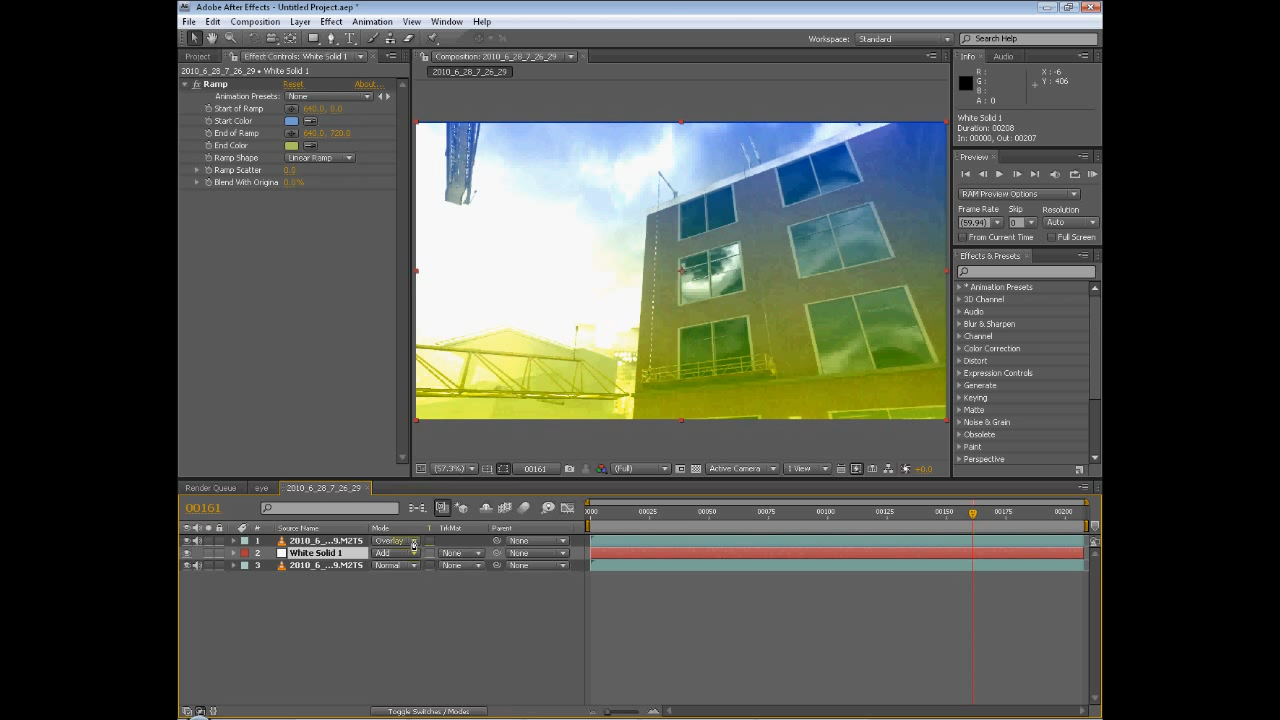 Adobe After Effects - Untitled Project.aep *
File Edit Composition Layer Effect Animation View Window Help
Workspace: Standard Search Help
Project Effect Controls: White Solid 1
2010_6_28_7_26_29 • White Solid 1
Ramp Reset About...
Animation Presets: None
Start of Ramp 640.0, 0.0
Start Color
End of Ramp 640.0, 720.0
End Color
Ramp Shape Linear Ramp
Ramp Scatter 0.0
Blend With Origina 0.0%
Composition: 2010_6_28_7_26_29
2010_6_28_7_26_29
(57.3%) 00161 (Full) Active Camera 1 View +0.0
Info Audio
R :
G :
B :
A : 0
X : -6
Y : 406
White Solid 1
Duration: 00208
In: 00000, Out: 00207
Preview
RAM Preview Options
Frame Rate Skip Resolution
(59.94) 0 Auto
From Current Time Full Screen
Effects & Presets
* Animation Presets
3D Channel
Audio
Blur & Sharpen
Channel
Color Correction
Distort
Expression Controls
Generate
Keying
Matte
Noise & Grain
Obsolete
Paint
Perspective
Render Queue eye 2010_6_28_7_26_29
00161
0000 00025 00050 00075 00100 00125 00150 00175 00200
# Source Name Mode T TrkMat Parent
1 2010_6_...9.M2TS Overlay None
2 White Solid 1 Add None None
3 2010_6_...9.M2TS Normal None None
Toggle Switches / Modes